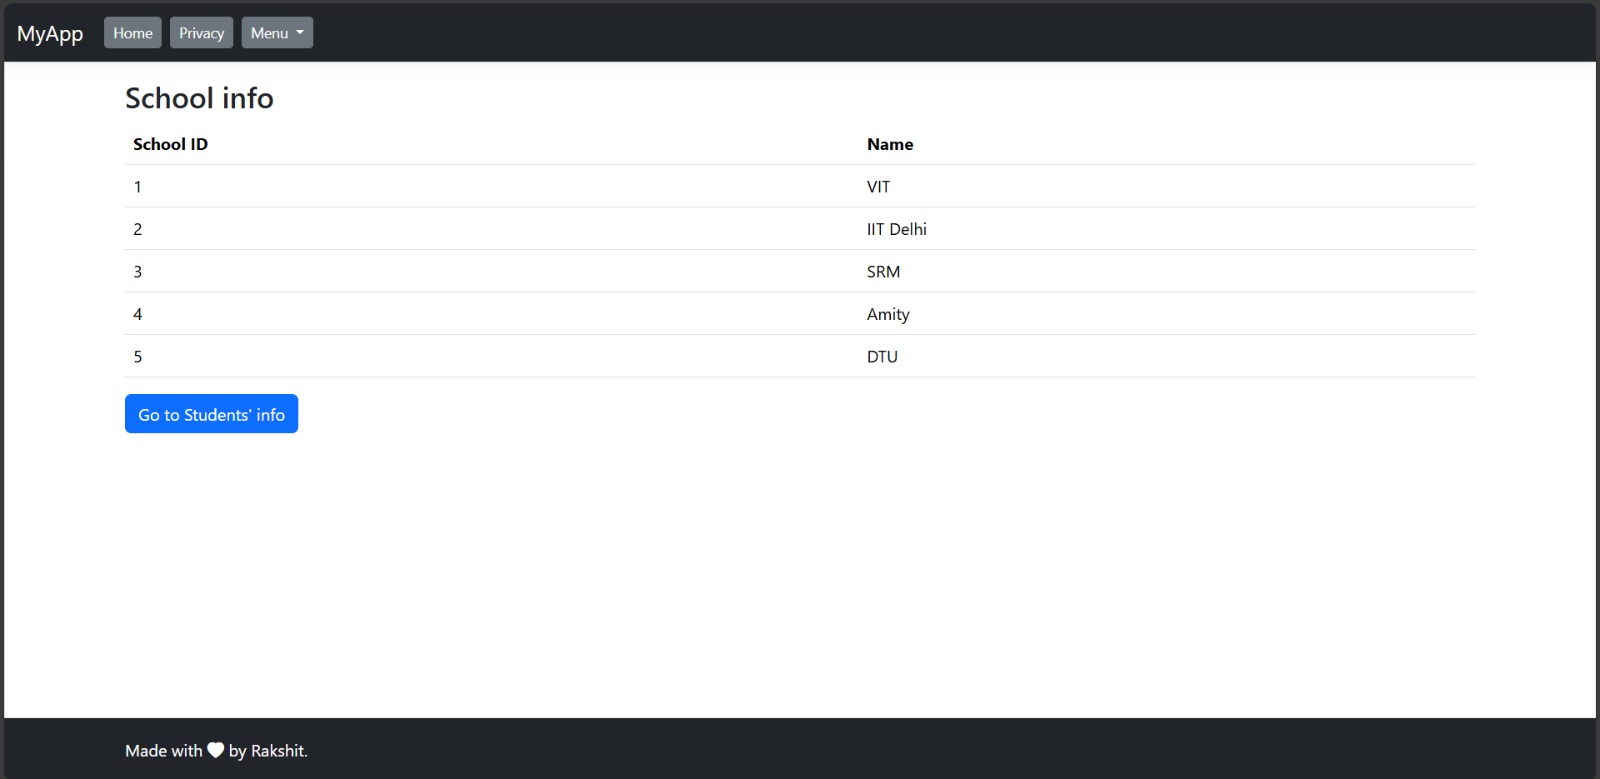 MyApp Home Privacy Menu
School info
School ID Name
1 VIT
2 IIT Delhi
3 SRM
4 Amity
5 DTU
Go to Students' info
Made with by Rakshit.